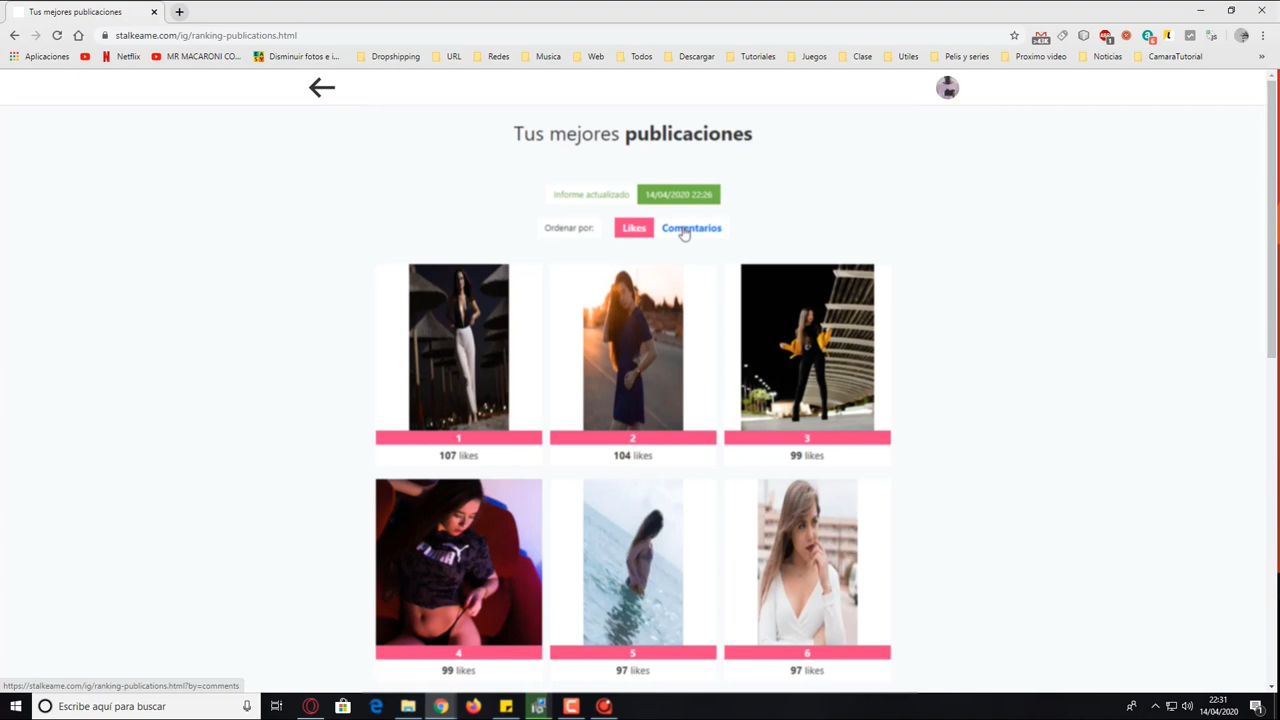 Tus mejores publicaciones
stalkeame.com/ig/ranking-publications.html
Aplicaciones Netflix MR MACARONI CO... Disminuir fotos e i... Dropshipping URL Redes Musica Web Todos Descargar Tutoriales Juegos Clase Utiles Pelis y series Proximo video Noticias CamaraTutorial »
Tus mejores publicaciones
Informe actualizado 14/04/2020 22:26
Ordenar por: Likes Comentarios
1 2 3
107 likes 104 likes 99 likes
PUMA
4 5 6
99 likes 97 likes 97 likes
https://stalkeame.com/ig/ranking-publications.html?by=comments
Escribe aquí para buscar
22:31
14/04/2020